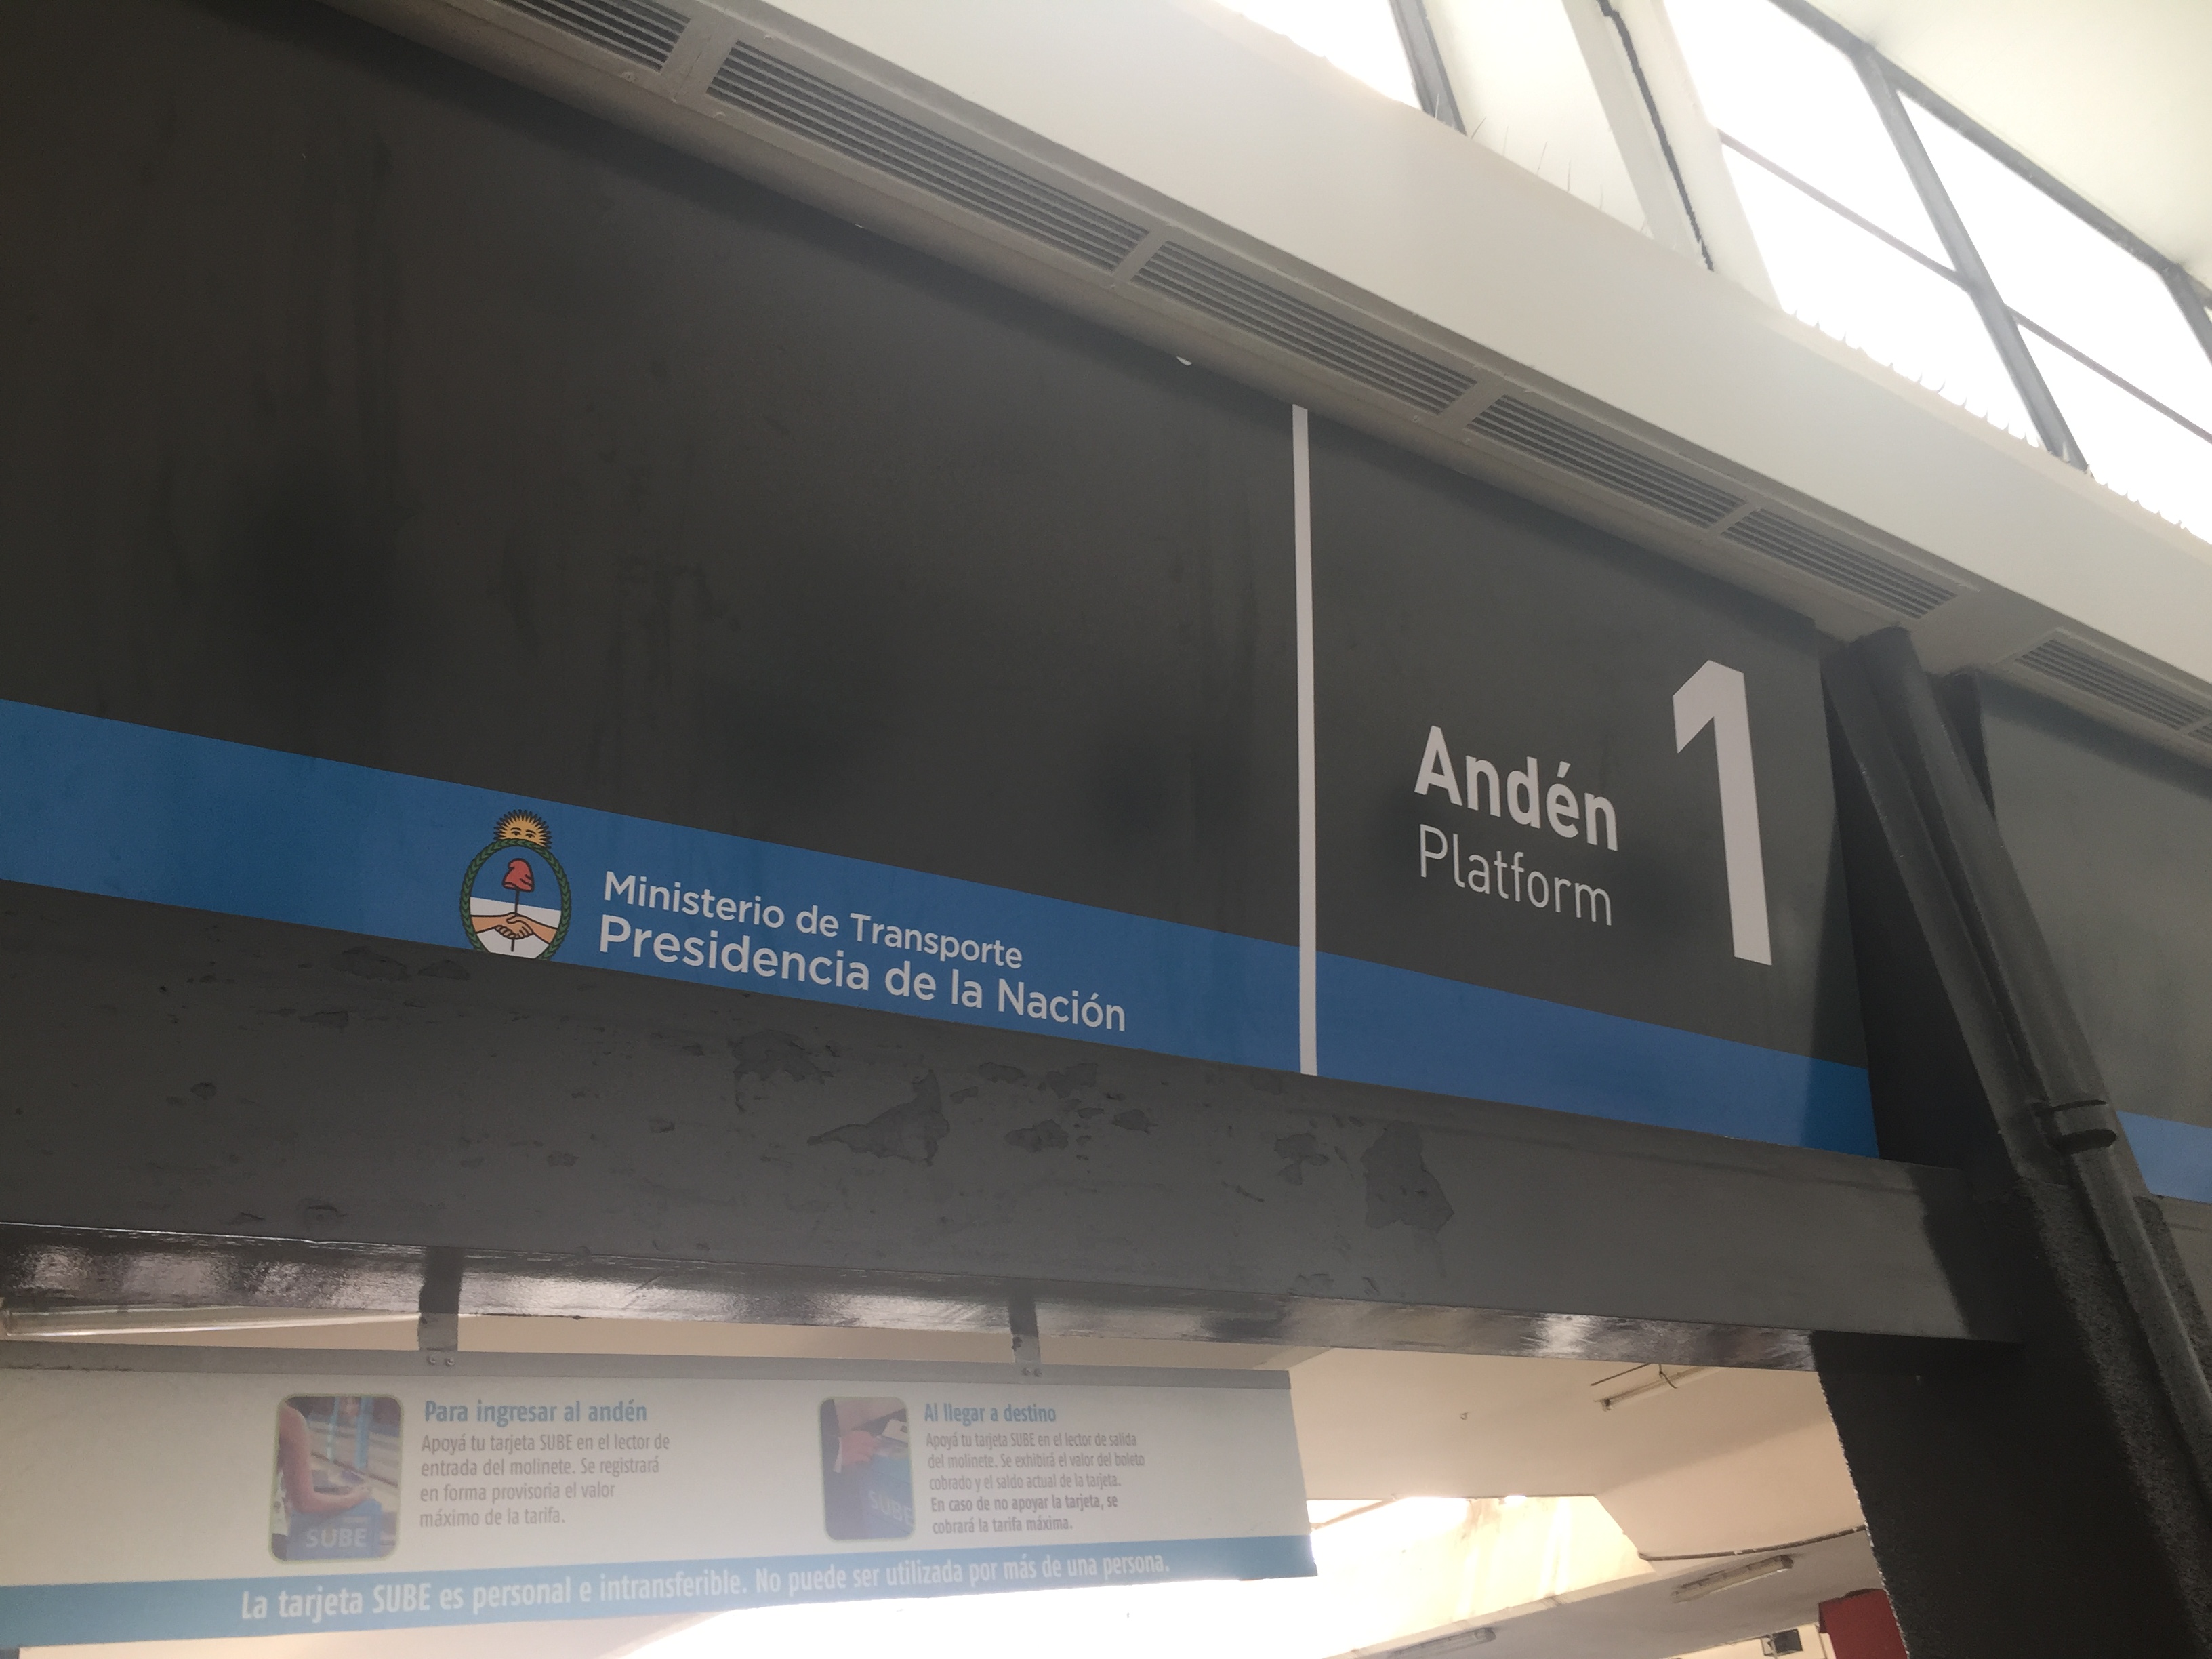 Andén
Platform
1
Ministerio de Transporte
Presidencia de la Nación
Para ingresar al andén
Apoyá tu tarjeta SUBE en el lector de
entrada del molinete. Se registrará
en forma provisoria el valor
máximo de la tarifa.
SUBE
Al llegar a destino
Apoyá tu tarjeta SUBE en el lector de salida
del molinete. Se exhibirá el valor del boleto
cobrado y el saldo actual de la tarjeta.
En caso de no apoyar la tarjeta, se
cobrará la tarifa máxima.
SUBE
La tarjeta SUBE es personal e intransferible. No puede ser utilizada por más de una persona.